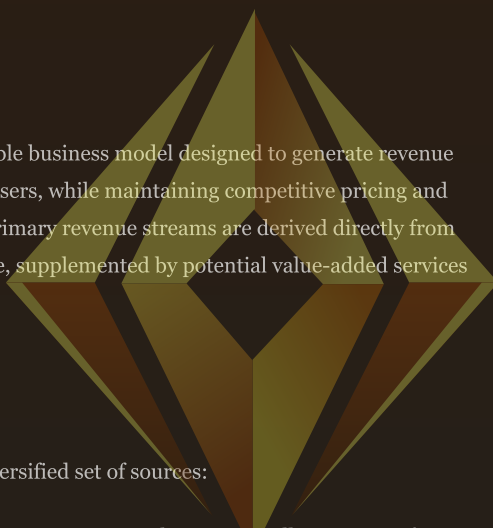 ble business model designed to generate revenue
sers, while maintaining competitive pricing and
rimary revenue streams are derived directly from
e, supplemented by potential value-added services
ersified set of sources: